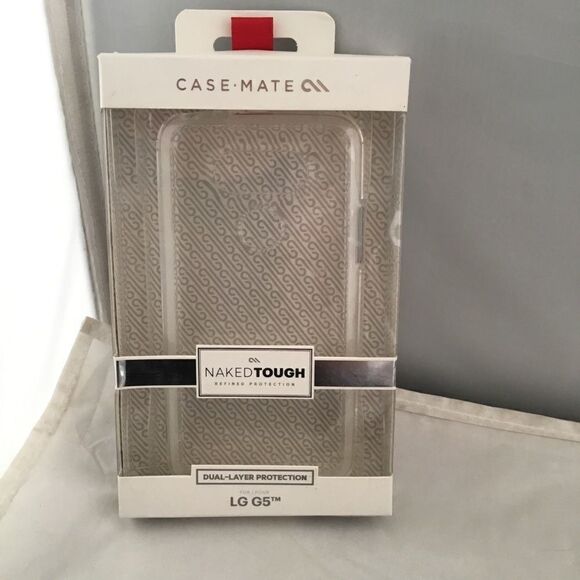 CASE·MATE
NAKEDTOUGH
REFINED PROTECTION
DUAL-LAYER PROTECTION
LG G5™